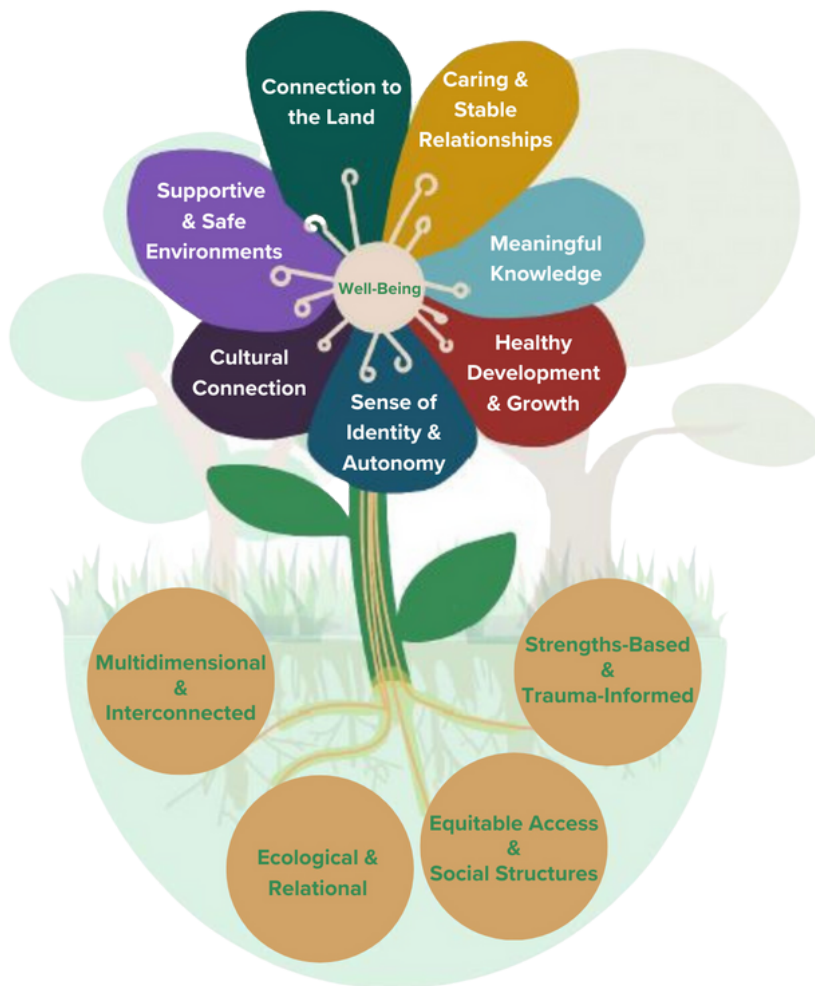 Connection to
the Land
Caring &
Stable
Relationships
Supportive
& Safe
Environments
Meaningful
Knowledge
Well-Being
Cultural
Connection
Healthy
Development
& Growth
Sense of
Identity &
Autonomy
Multidimensional
&
Interconnected
Strengths-Based
&
Trauma-Informed
Ecological &
Relational
Equitable Access
&
Social Structures